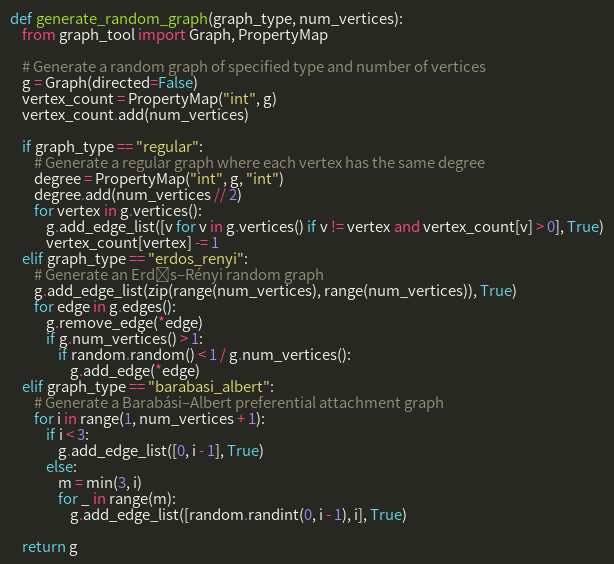 def generate_random_graph(graph_type, num_vertices):
    from graph_tool import Graph, PropertyMap

    # Generate a random graph of specified type and number of vertices
    g = Graph(directed=False)
    vertex_count = PropertyMap("int", g)
    vertex_count.add(num_vertices)

    if graph_type == "regular":
        # Generate a regular graph where each vertex has the same degree
        degree = PropertyMap("int", g, "int")
        degree.add(num_vertices // 2)
        for vertex in g.vertices():
            g.add_edge_list([v for v in g.vertices() if v != vertex and vertex_count[v] > 0], True)
            vertex_count[vertex] -= 1
    elif graph_type == "erdos_renyi":
        # Generate an Erd▯s–Rényi random graph
        g.add_edge_list(zip(range(num_vertices), range(num_vertices)), True)
        for edge in g.edges():
            g.remove_edge(*edge)
            if g.num_vertices() > 1:
                if random.random() < 1 / g.num_vertices():
                    g.add_edge(*edge)
    elif graph_type == "barabasi_albert":
        # Generate a Barabási–Albert preferential attachment graph
        for i in range(1, num_vertices + 1):
            if i < 3:
                g.add_edge_list([0, i - 1], True)
            else:
                m = min(3, i)
                for _ in range(m):
                    g.add_edge_list([random.randint(0, i - 1), i], True)

    return g